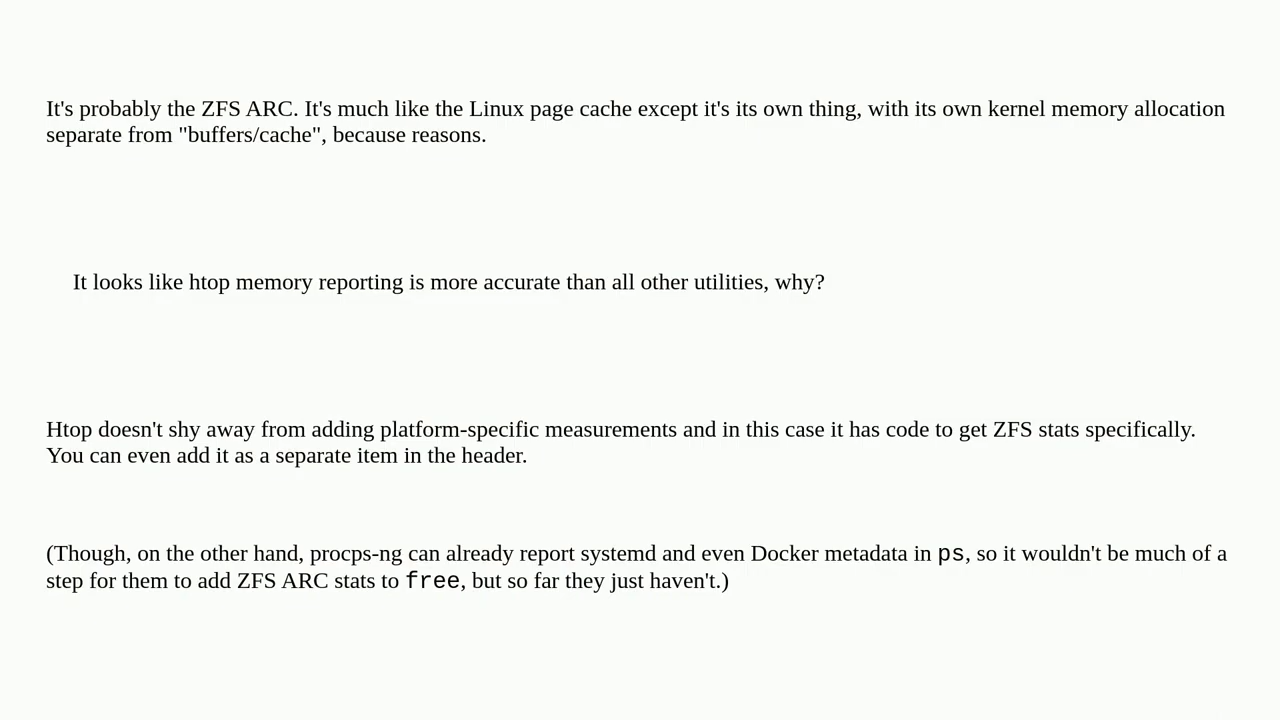 It's probably the ZFS ARC. It's much like the Linux page cache except it's its own thing, with its own kernel memory allocation
separate from "buffers/cache", because reasons.
It looks like htop memory reporting is more accurate than all other utilities, why?
Htop doesn't shy away from adding platform-specific measurements and in this case it has code to get ZFS stats specifically.
You can even add it as a separate item in the header.
(Though, on the other hand, procps-ng can already report systemd and even Docker metadata in ps, so it wouldn't be much of a
step for them to add ZFS ARC stats to free, but so far they just haven't.)